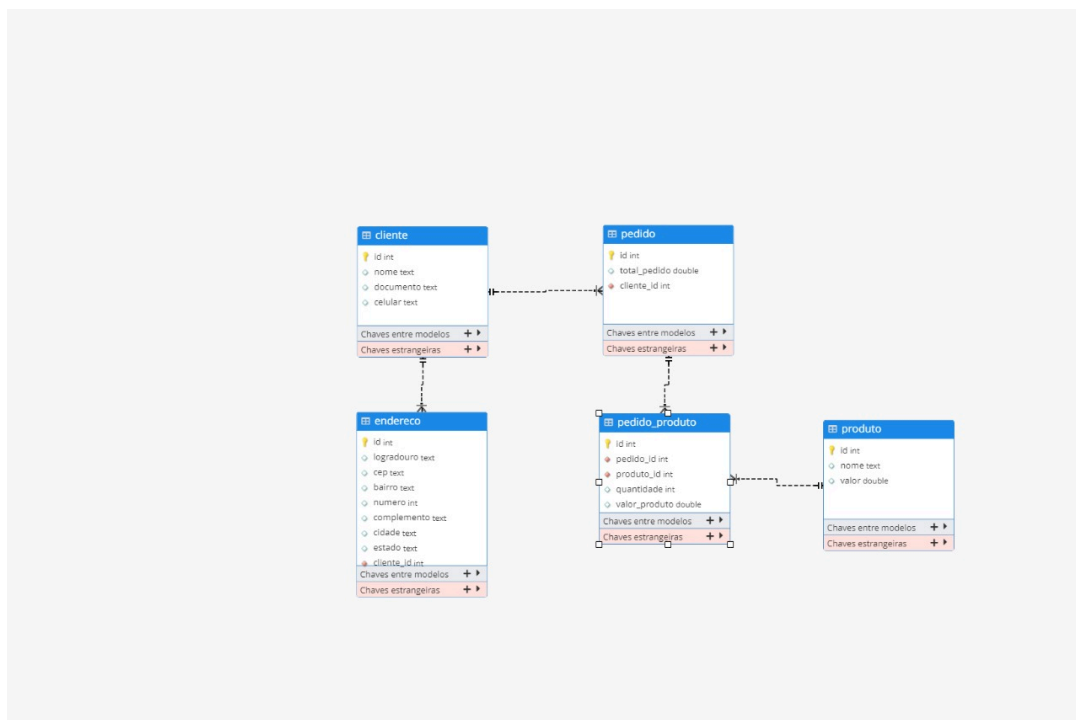 cliente
id int
nome text
documento text
celular text
Chaves entre modelos
Chaves estrangeiras
pedido
id int
total_pedido double
cliente_id int
Chaves entre modelos
Chaves estrangeiras
endereco
id int
logradouro text
cep text
bairro text
numero int
complemento text
cidade text
estado text
cliente_id int
Chaves entre modelos
Chaves estrangeiras
pedido_produto
id int
pedido_id int
produto_id int
quantidade int
valor_produto double
Chaves entre modelos
Chaves estrangeiras
produto
id int
nome text
valor double
Chaves entre modelos
Chaves estrangeiras